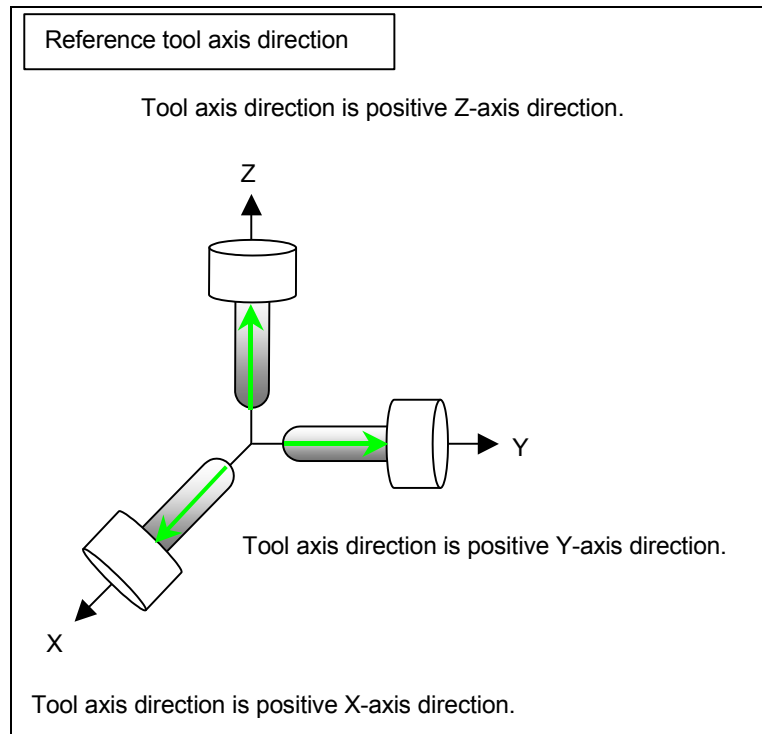 Reference tool axis direction
Tool axis direction is positive Z-axis direction.
Z
Y
Tool axis direction is positive Y-axis direction.
X
Tool axis direction is positive X-axis direction.